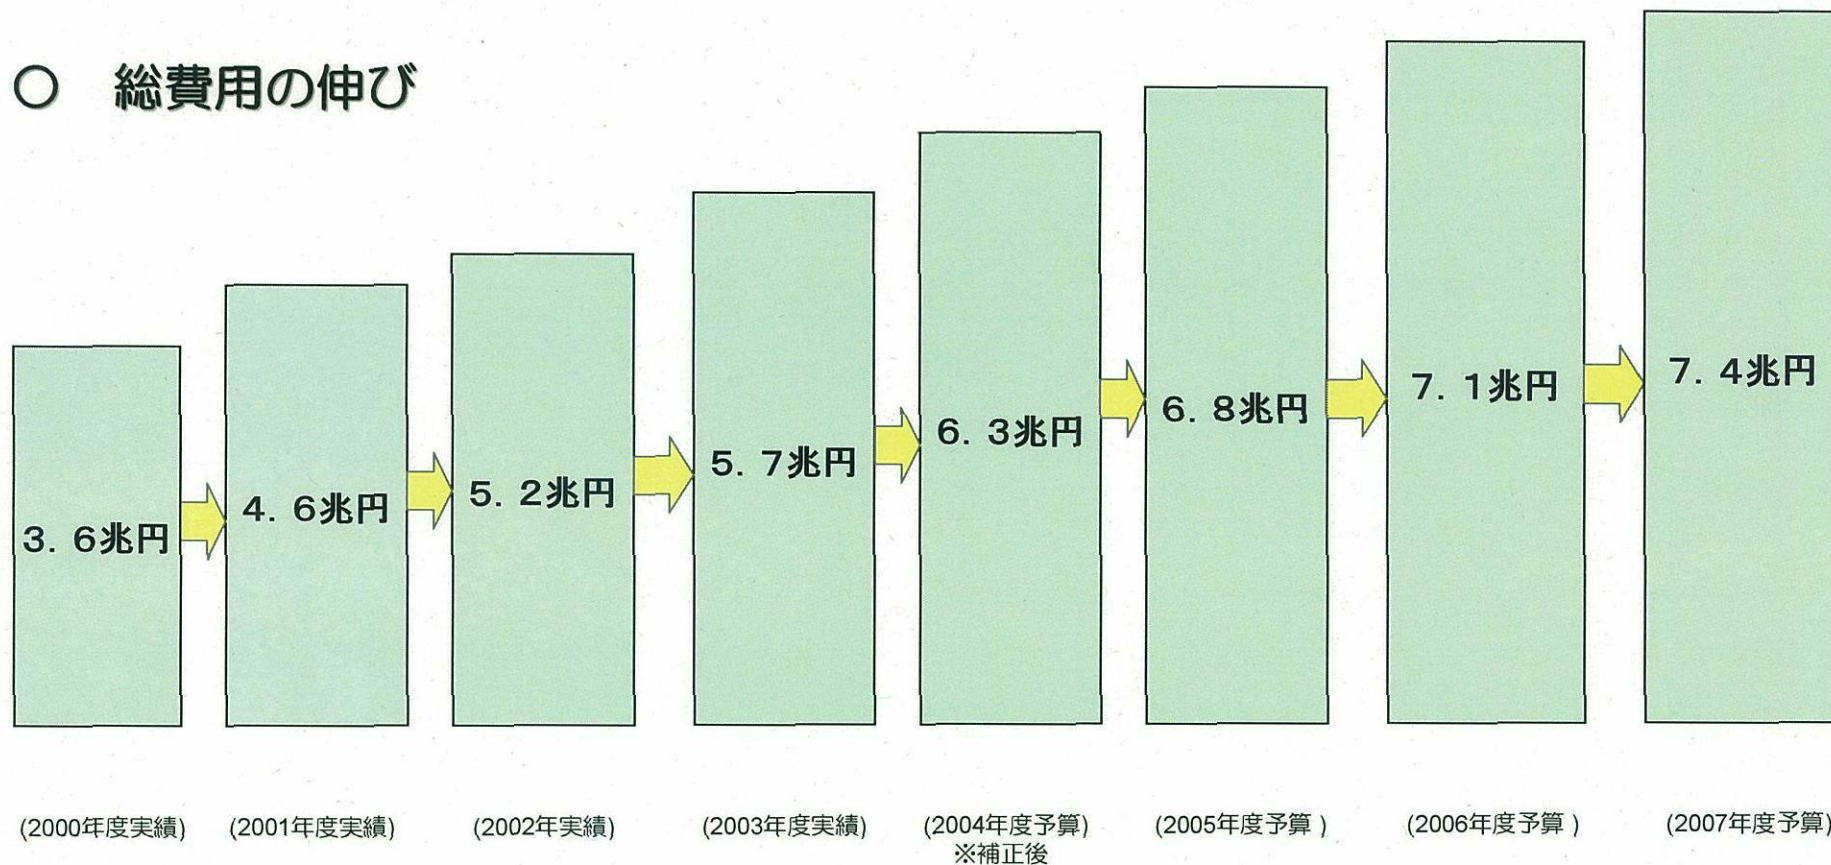 ○ 総費用の伸び
3.6兆円
4.6兆円
5.2兆円
5.7兆円
6.3兆円
6.8兆円
7.1兆円
7.4兆円
(2000年度実績)
(2001年度実績)
(2002年実績)
(2003年度実績)
(2004年度予算)
※補正後
(2005年度予算 )
(2006年度予算 )
(2007年度予算)